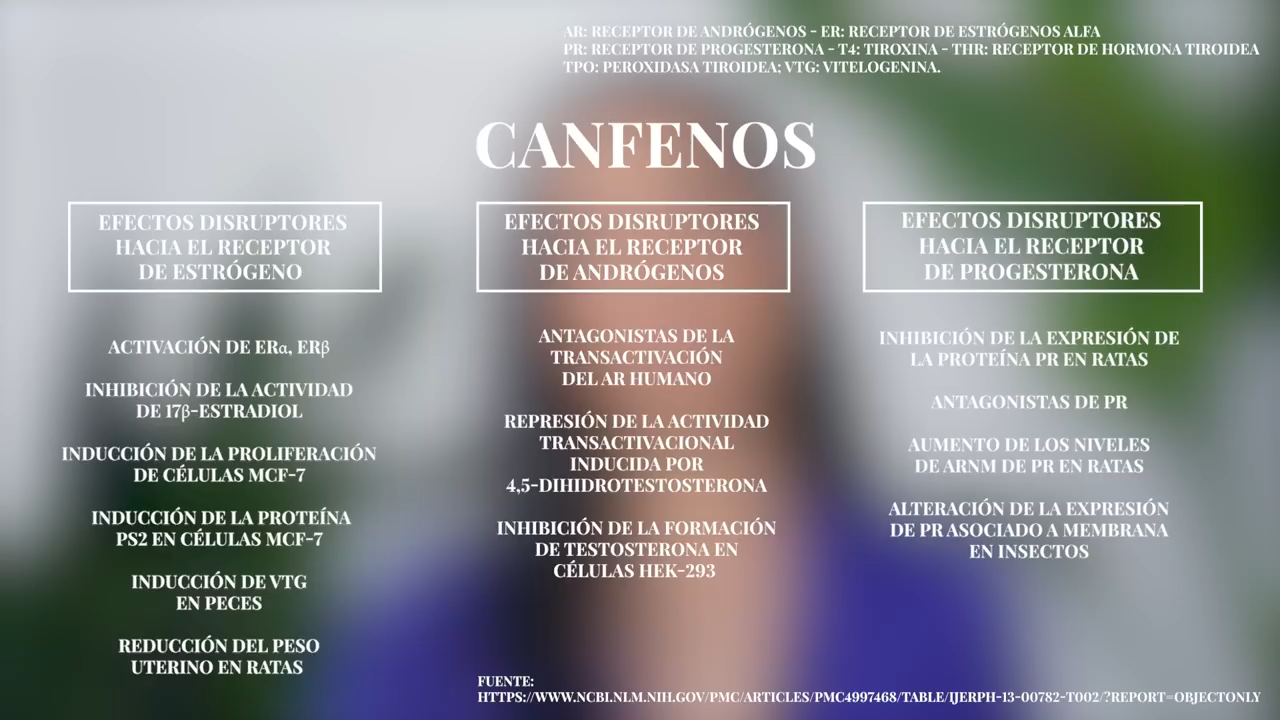 AR: RECEPTOR DE ANDRÓGENOS - ER: RECEPTOR DE ESTRÓGENOS ALFA
PR: RECEPTOR DE PROGESTERONA - T4: TIROXINA - THR: RECEPTOR DE HORMONA TIROIDEA
TPO: PEROXIDASA TIROIDEA; VTG: VITELOGENINA.
CANFENOS
EFECTOS DISRUPTORES
HACIA EL RECEPTOR
DE ESTRÓGENO
ACTIVACIÓN DE ERα, ERβ
INHIBICIÓN DE LA ACTIVIDAD
DE 17β-ESTRADIOL
INDUCCIÓN DE LA PROLIFERACIÓN
DE CÉLULAS MCF-7
INDUCCIÓN DE LA PROTEÍNA
PS2 EN CÉLULAS MCF-7
INDUCCIÓN DE VTG
EN PECES
REDUCCIÓN DEL PESO
UTERINO EN RATAS
EFECTOS DISRUPTORES
HACIA EL RECEPTOR
DE ANDRÓGENOS
ANTAGONISTAS DE LA
TRANSACTIVACIÓN
DEL AR HUMANO
REPRESIÓN DE LA ACTIVIDAD
TRANSACTIVACIONAL
INDUCIDA POR
4,5-DIHIDROTESTOSTERONA
INHIBICIÓN DE LA FORMACIÓN
DE TESTOSTERONA EN
CÉLULAS HEK-293
EFECTOS DISRUPTORES
HACIA EL RECEPTOR
DE PROGESTERONA
INHIBICIÓN DE LA EXPRESIÓN DE
LA PROTEÍNA PR EN RATAS
ANTAGONISTAS DE PR
AUMENTO DE LOS NIVELES
DE ARNM DE PR EN RATAS
ALTERACIÓN DE LA EXPRESIÓN
DE PR ASOCIADO A MEMBRANA
EN INSECTOS
FUENTE:
HTTPS://WWW.NCBI.NLM.NIH.GOV/PMC/ARTICLES/PMC4997468/TABLE/IJERPH-13-00782-T002/?REPORT=OBJECTONLY